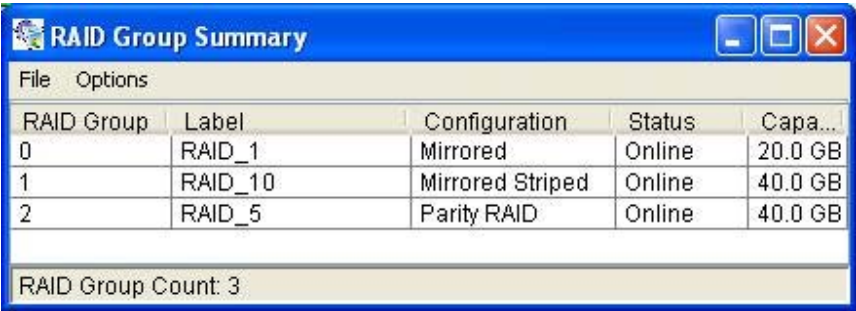 RAID Group Summary
File Options
RAID Group Label Configuration Status Capa...
0 RAID_1 Mirrored Online 20.0 GB
1 RAID_10 Mirrored Striped Online 40.0 GB
2 RAID_5 Parity RAID Online 40.0 GB
RAID Group Count: 3